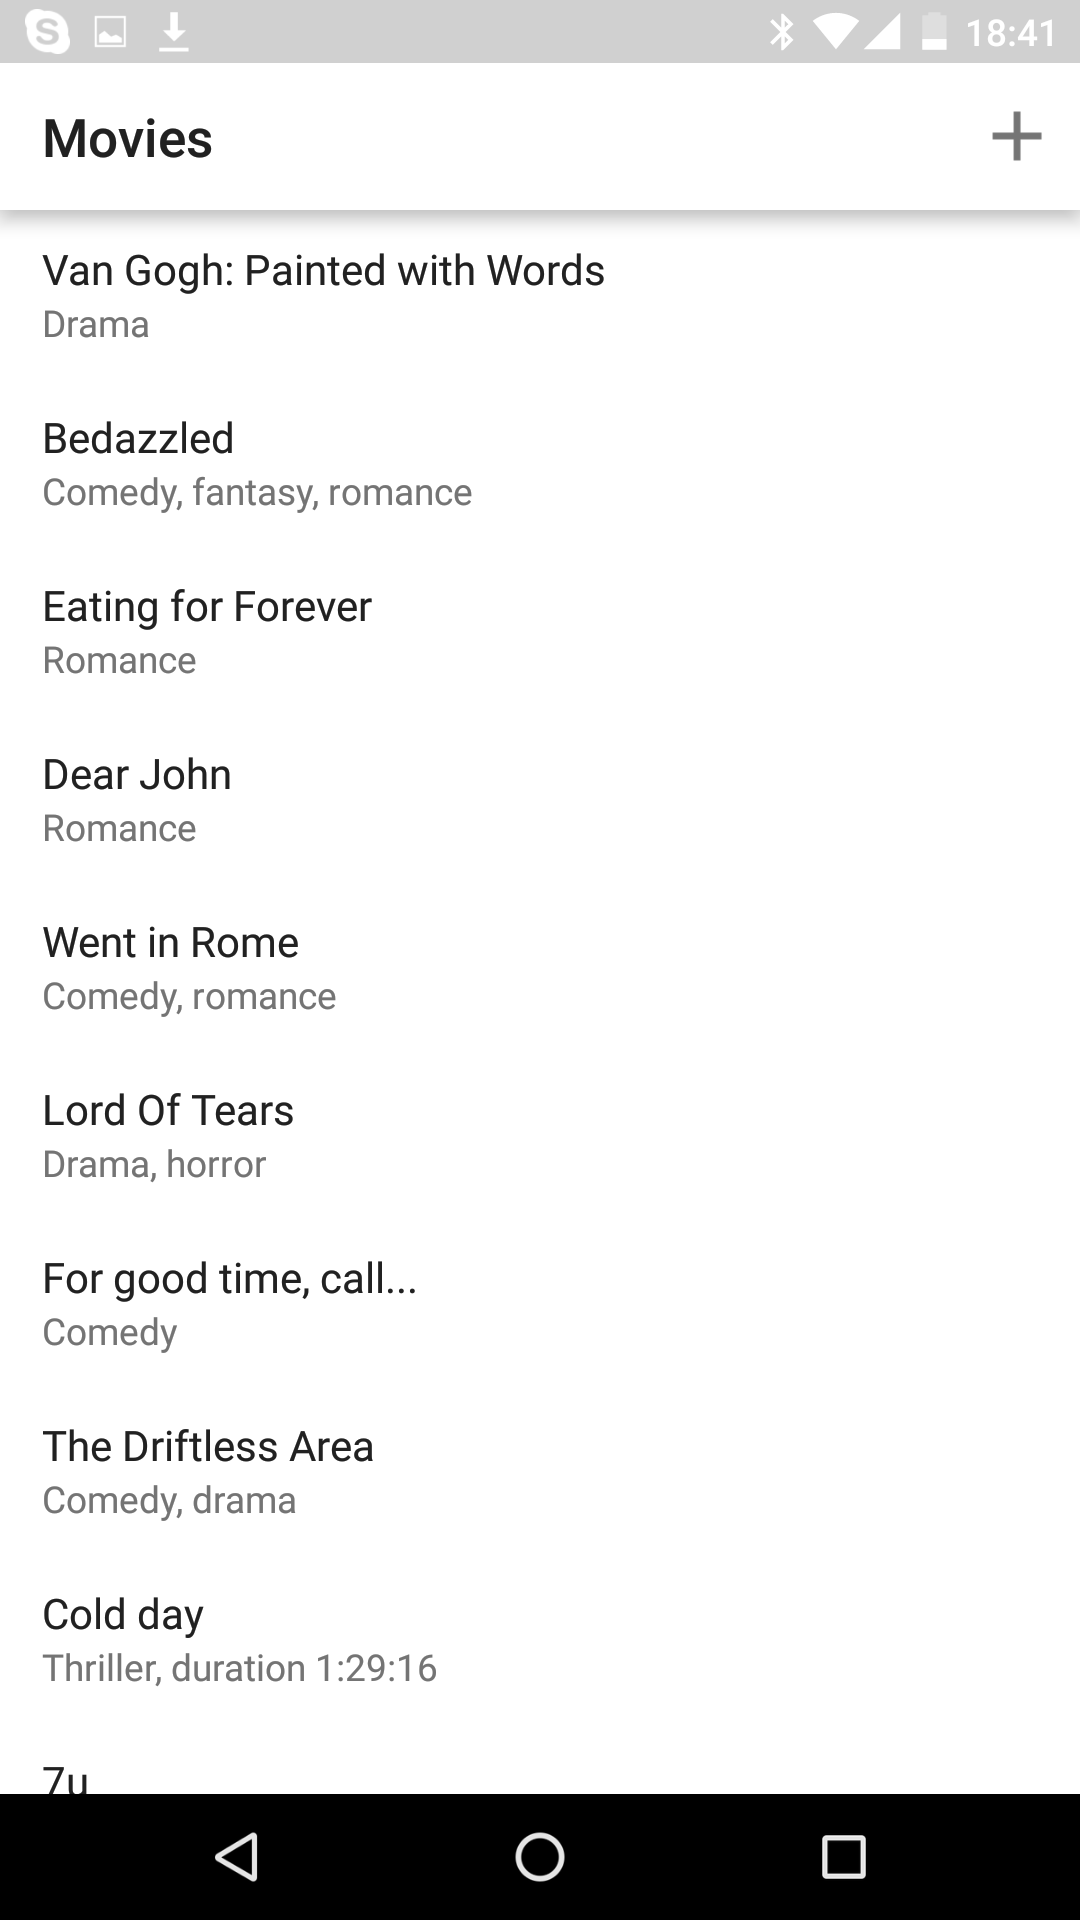 18:41
Movies
Van Gogh: Painted with Words
Drama
Bedazzled
Comedy, fantasy, romance
Eating for Forever
Romance
Dear John
Romance
Went in Rome
Comedy, romance
Lord Of Tears
Drama, horror
For good time, call...
Comedy
The Driftless Area
Comedy, drama
Cold day
Thriller, duration 1:29:16
7u